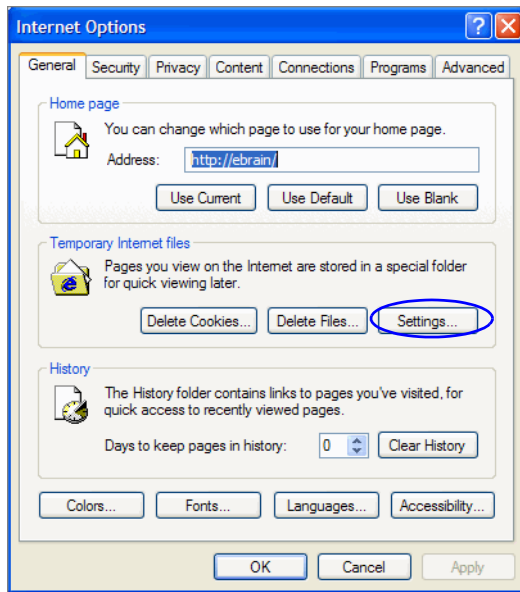 Internet Options
?
X
General Security Privacy Content Connections Programs Advanced
Home page
You can change which page to use for your home page.
Address: http://ebrain/
Use Current Use Default Use Blank
Temporary Internet files
Pages you view on the Internet are stored in a special folder
for quick viewing later.
Delete Cookies... Delete Files... Settings...
History
The History folder contains links to pages you've visited, for
quick access to recently viewed pages.
Days to keep pages in history: 0 Clear History
Colors... Fonts... Languages... Accessibility...
OK Cancel Apply